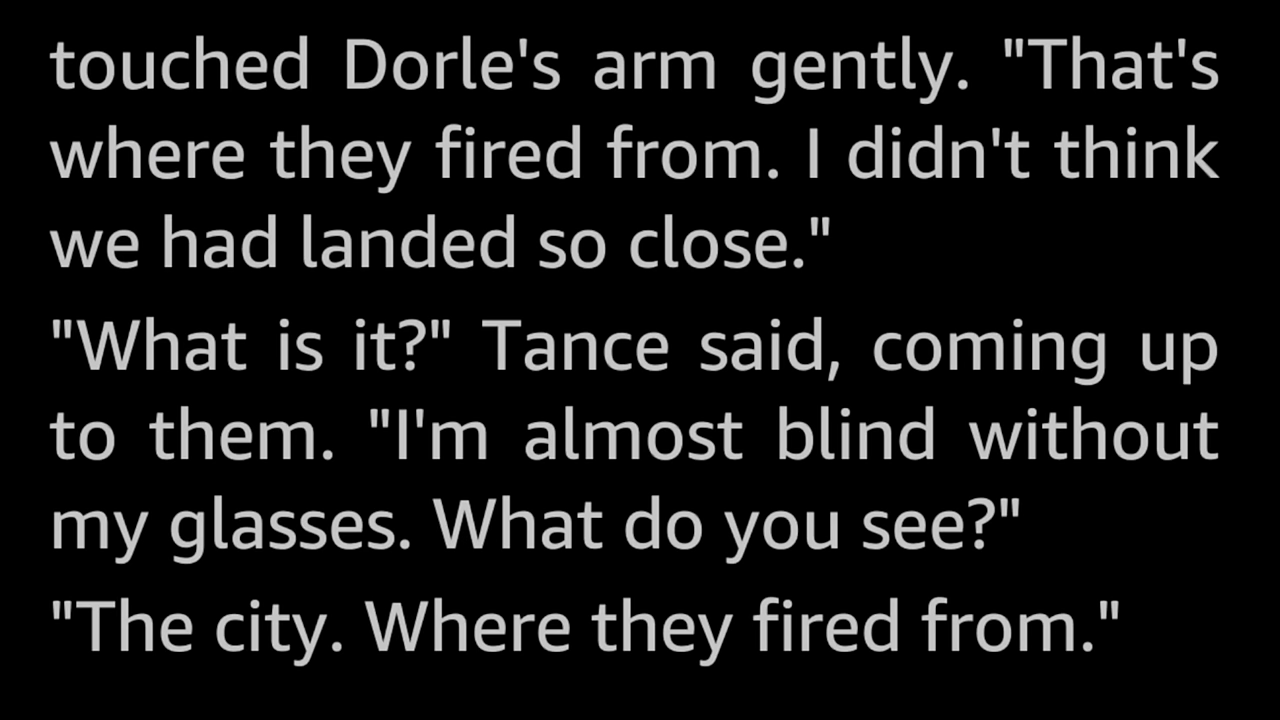 touched Dorle's arm gently. "That's
where they fired from. I didn't think
we had landed so close."
"What is it?" Tance said, coming up
to them. "I'm almost blind without
my glasses. What do you see?"
"The city. Where they fired from."